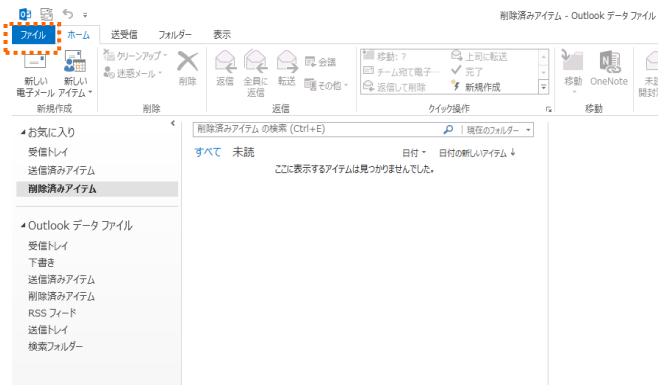 削除済みアイテム - Outlook データ ファイル
ファイル ホーム 送受信 フォルダー 表示
新しい 電子メール
新しい アイテム
クリーンアップ
迷惑メール
削除
返信
全員に 返信
転送
会議
その他
移動: ?
チーム宛て電子…
返信して削除
上司に転送
完了
新規作成
移動
OneNote
未読
開封
新規作成 削除 返信 クイック操作 移動
お気に入り
受信トレイ
送信済みアイテム
削除済みアイテム
Outlook データ ファイル
受信トレイ
下書き
送信済みアイテム
削除済みアイテム
RSS フィード
送信トレイ
検索フォルダー
削除済みアイテム の検索 (Ctrl+E) 現在のフォルダー
すべて 未読 日付 日付の新しいアイテム ↓
ここに表示するアイテムは見つかりませんでした。